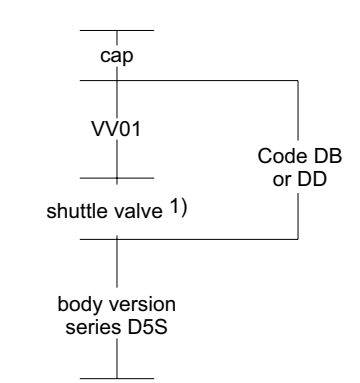 cap
VV01
Code DB
or DD
shuttle valve 1)
body version
series D5S